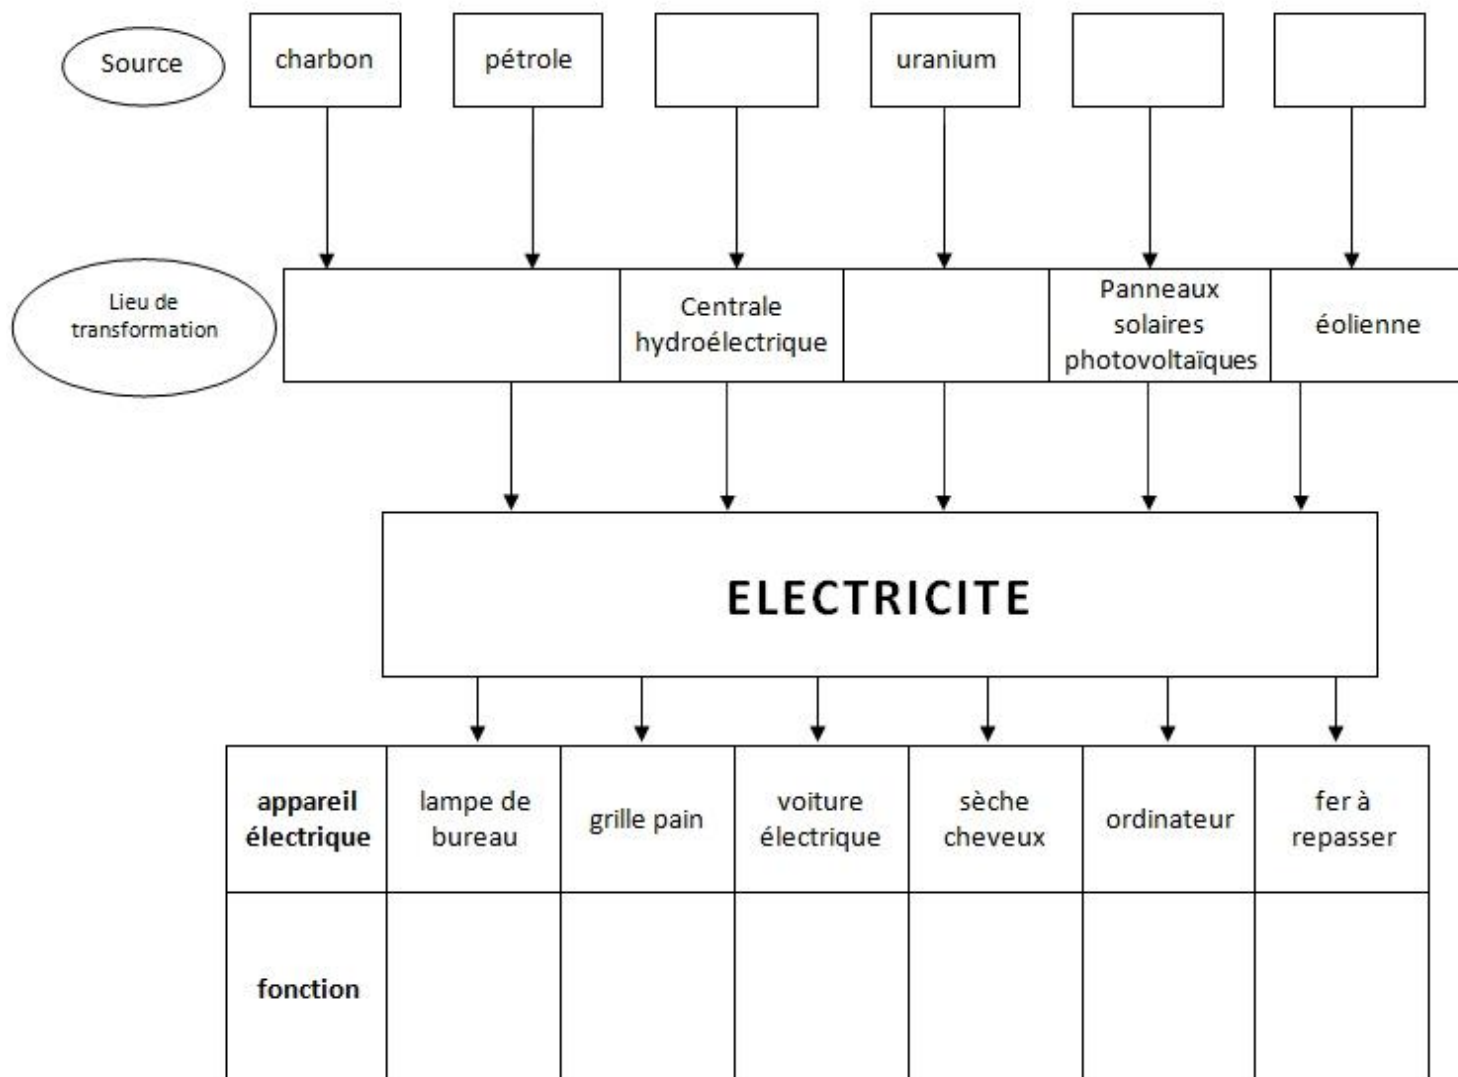 Source
charbon
pétrole
uranium
Lieu de
transformation
Centrale
hydroélectrique
Panneaux
solaires
photovoltaïques
éolienne
ELECTRICITE
appareil
électrique
lampe de
bureau
grille pain
voiture
électrique
sèche
cheveux
ordinateur
fer à
repasser
fonction